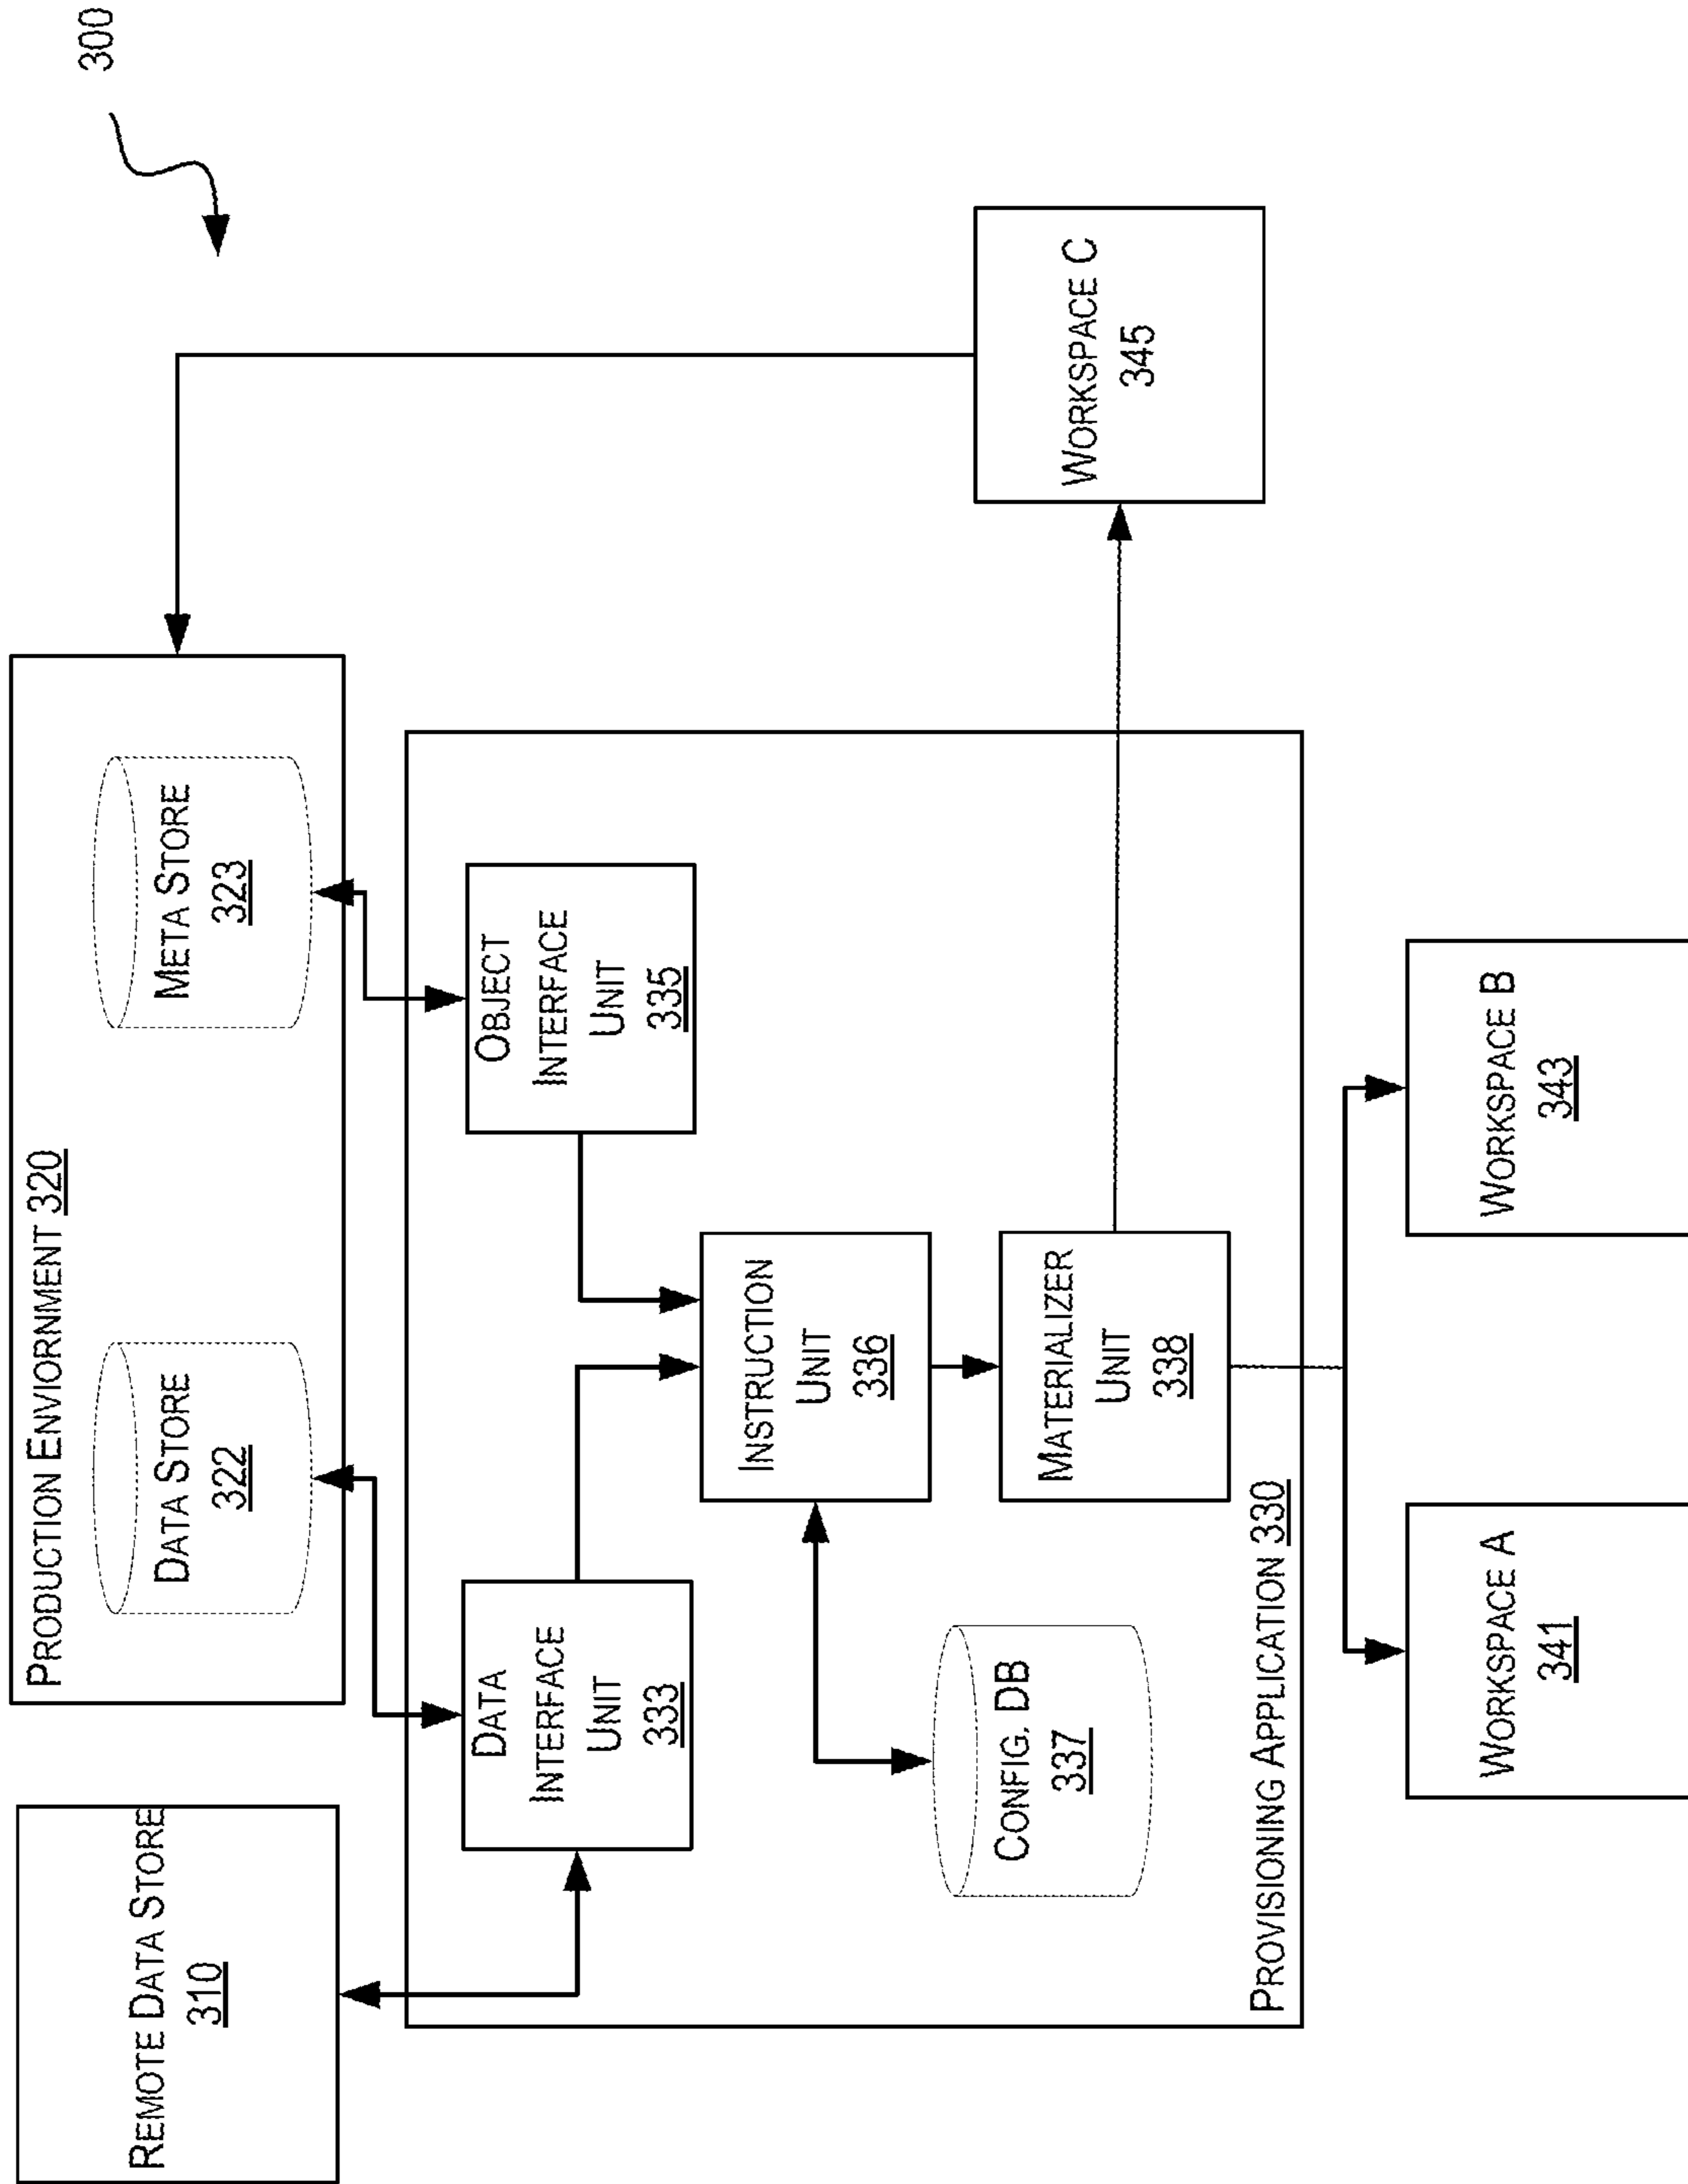 300
REMOTE DATA STORE
310
PRODUCTION ENVIORNMENT 320
DATA STORE
322
META STORE
323
DATA
INTERFACE
UNIT
333
OBJECT
INTERFACE
UNIT
335
INSTRUCTION
UNIT
336
CONFIG. DB
337
MATERIALIZER
UNIT
338
PROVISIONING APPLICATION 330
WORKSPACE C
345
WORKSPACE A
341
WORKSPACE B
343